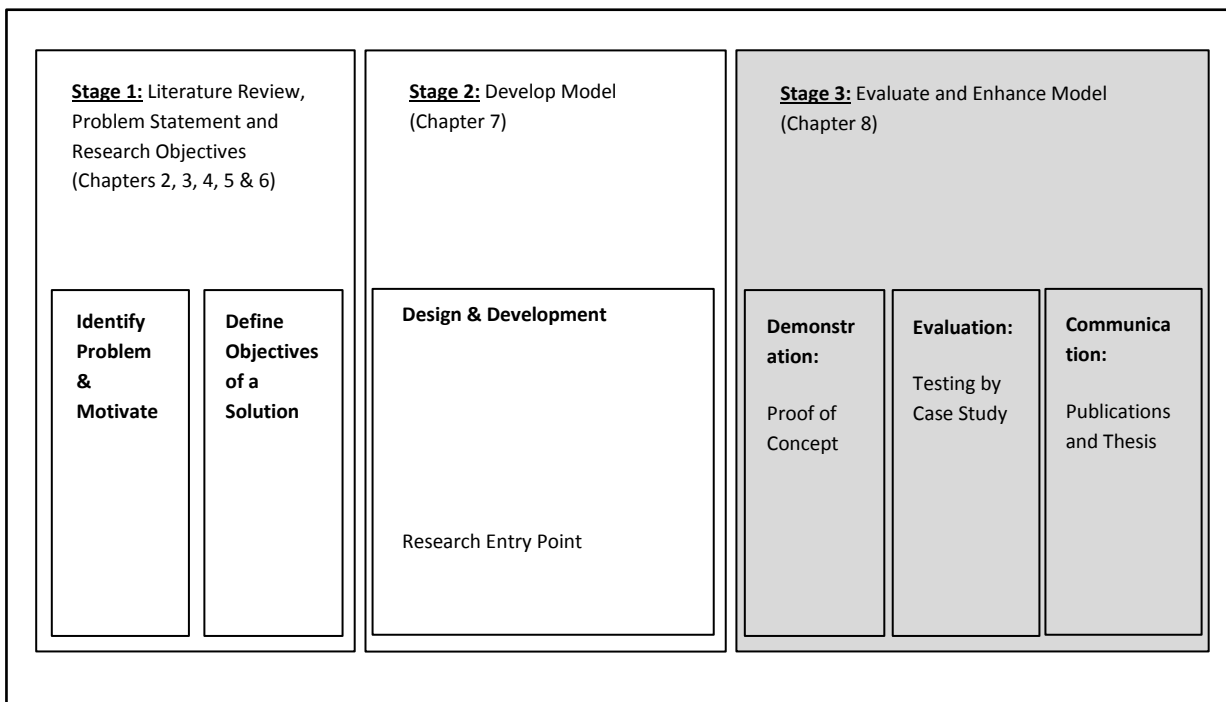 Stage 1: Literature Review,
Problem Statement and
Research Objectives
(Chapters 2, 3, 4, 5 & 6)
Identify
Problem
&
Motivate
Define
Objectives
of a
Solution
Stage 2: Develop Model
(Chapter 7)
Design & Development
Research Entry Point
Stage 3: Evaluate and Enhance Model
(Chapter 8)
Demonstr
ation:
Proof of
Concept
Evaluation:
Testing by
Case Study
Communica
tion:
Publications
and Thesis